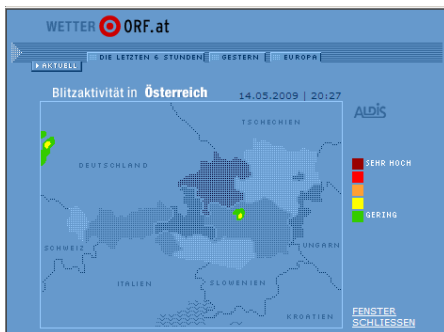 WETTER ORF.at
AKTUELL
DIE LETZTEN 6 STUNDEN
GESTERN
EUROPA
Blitzaktivität in Österreich
14.05.2009 | 20:27
ALDIS
TSCHECHIEN
DEUTSCHLAND
SEHR HOCH
GERING
SCHWEIZ
UNGARN
ITALIEN
SLOWENIEN
KROATIEN
FENSTER
SCHLIESSEN